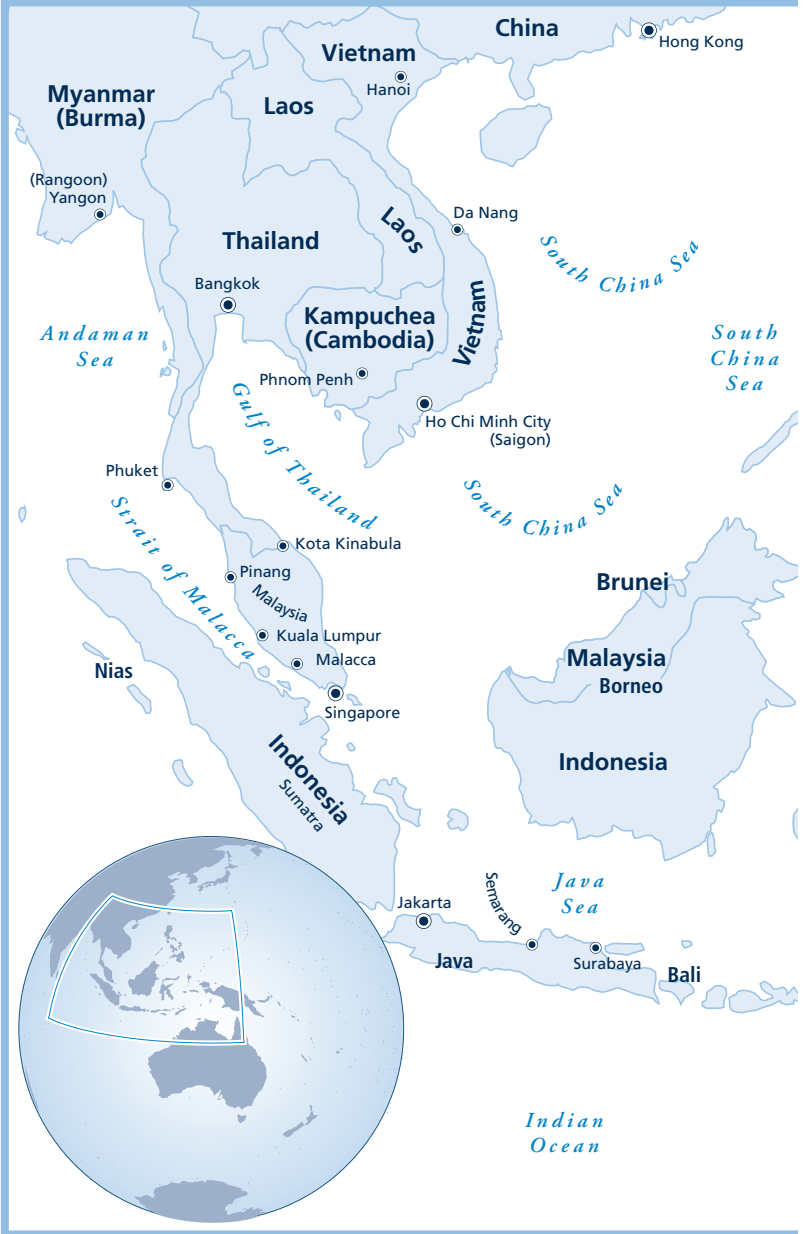 China
Hong Kong
Vietnam
Hanoi
Myanmar
(Burma)
Laos
(Rangoon)
Yangon
Da Nang
Laos
Thailand
South China Sea
Bangkok
Kampuchea
(Cambodia)
Vietnam
Andaman
Sea
South
China
Sea
Phnom Penh
Gulf of Thailand
Ho Chi Minh City
(Saigon)
Phuket
South China Sea
Strait of Malacca
Kota Kinabula
Pinang
Malaysia
Brunei
Kuala Lumpur
Malacca
Malaysia
Borneo
Nias
Singapore
Indonesia
Sumatra
Indonesia
Java
Sea
Semarang
Jakarta
Java
Surabaya
Bali
Indian
Ocean